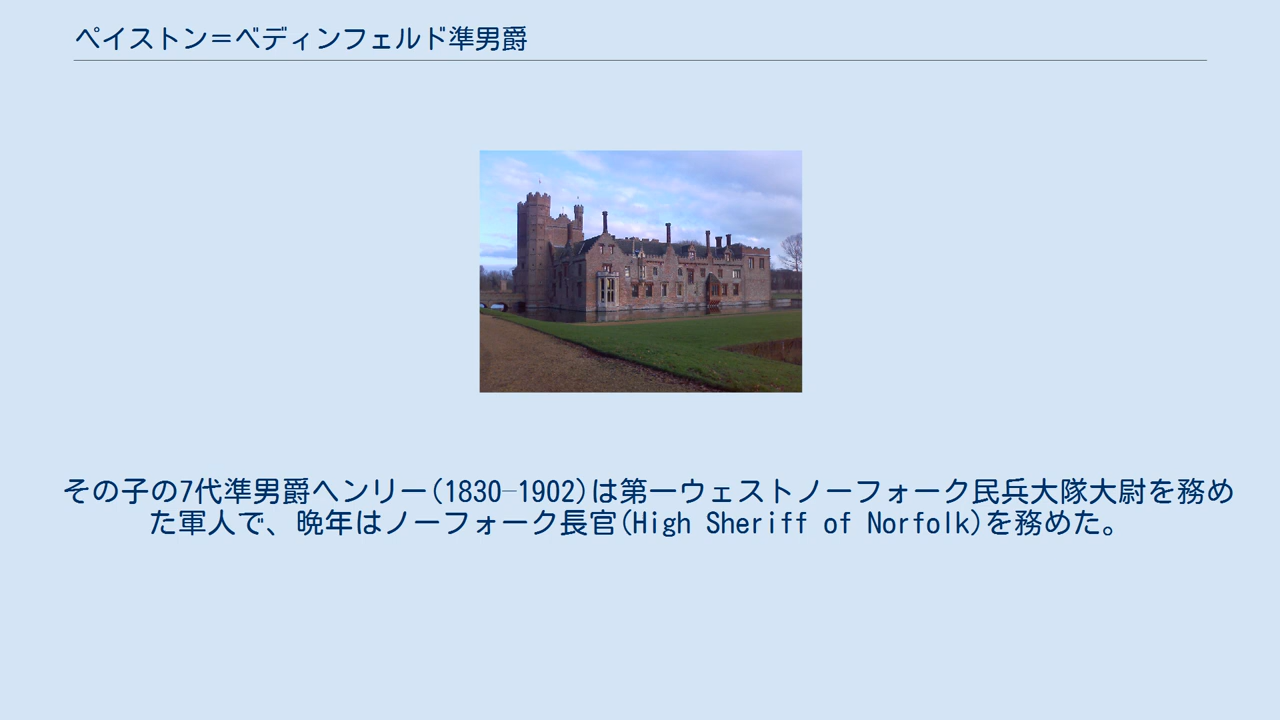 ペイストン＝ベディンフェルド準男爵
その子の7代準男爵ヘンリー(1830–1902)は第一ウェストノーフォーク民兵大隊大尉を務め
た軍人で、晩年はノーフォーク長官(High Sheriff of Norfolk)を務めた。